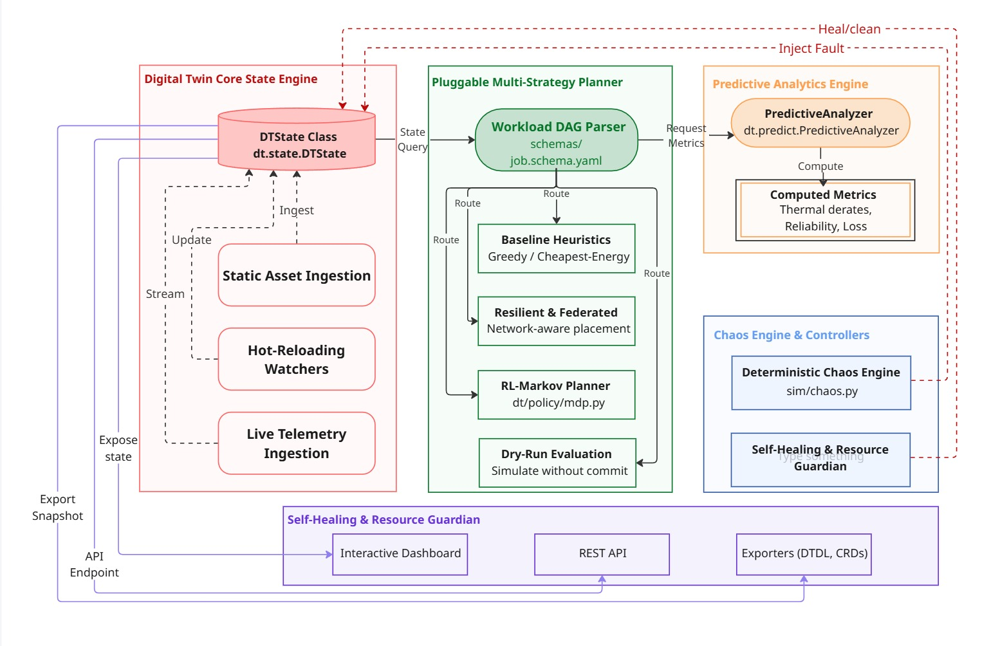 Heal/clean
Inject Fault
Digital Twin Core State Engine
DTState Class
dt.state.DTState
Ingest
Update
Stream
Static Asset Ingestion
Hot-Reloading
Watchers
Live Telemetry
Ingestion
State
Query
Pluggable Multi-Strategy Planner
Workload DAG Parser
schemas/
job.schema.yaml
Route
Route
Route
Route
Baseline Heuristics
Greedy / Cheapest-Energy
Resilient & Federated
Network-aware placement
RL-Markov Planner
dt/policy/mdp.py
Dry-Run Evaluation
Simulate without commit
Request
Metrics
Predictive Analytics Engine
PredictiveAnalyzer
dt.predict.PredictiveAnalyzer
Compute
Computed Metrics
Thermal derates,
Reliability, Loss
Chaos Engine & Controllers
Deterministic Chaos Engine
sim/chaos.py
Self-Healing & Resource
Type something
Guardian
Expose
state
Export
Snapshot
API
Endpoint
Self-Healing & Resource Guardian
Interactive Dashboard
REST API
Exporters (DTDL, CRDs)